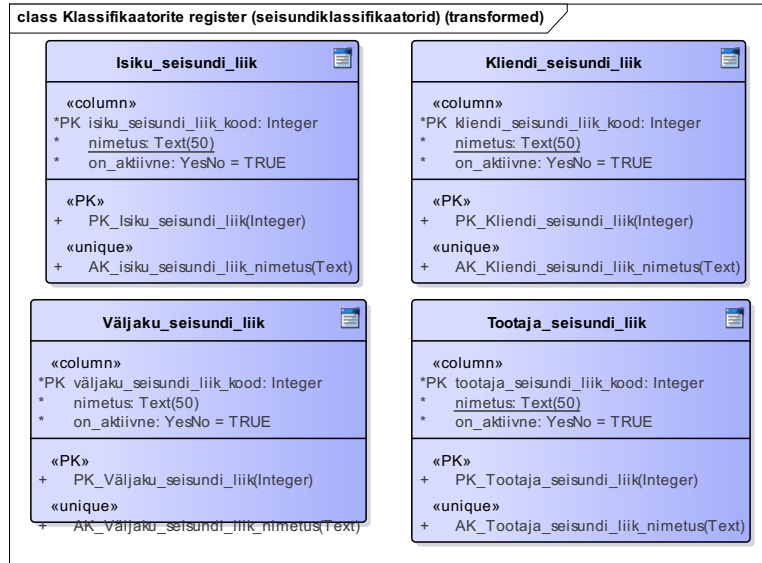 class Klassifikaatorite register (seisundiklassifikaatorid) (transformed)
Isiku_seisundi_liik
«column»
*PK isiku_seisundi_liik_kood: Integer
* nimetus: Text(50)
* on_aktiivne: YesNo = TRUE
«PK»
+ PK_Isiku_seisundi_liik(Integer)
«unique»
+ AK_isiku_seisundi_liik_nimetus(Text)
Kliendi_seisundi_liik
«column»
*PK kliendi_seisundi_liik_kood: Integer
* nimetus: Text(50)
* on_aktiivne: YesNo = TRUE
«PK»
+ PK_Kliendi_seisundi_liik(Integer)
«unique»
+ AK_Kliendi_seisundi_liik_nimetus(Text)
Väljaku_seisundi_liik
«column»
*PK väljaku_seisundi_liik_kood: Integer
* nimetus: Text(50)
* on_aktiivne: YesNo = TRUE
«PK»
+ PK_Väljaku_seisundi_liik(Integer)
«unique»
+ AK_Väljaku_seisundi_liik_nimetus(Text)
Tootaja_seisundi_liik
«column»
*PK tootaja_seisundi_liik_kood: Integer
* nimetus: Text(50)
* on_aktiivne: YesNo = TRUE
«PK»
+ PK_Tootaja_seisundi_liik(Integer)
«unique»
+ AK_Tootaja_seisundi_liik_nimetus(Text)